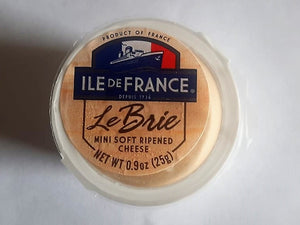 PRODUCT OF FRANCE
ILE DE FRANCE®
DEPUIS 1936
Le Brie
MINI SOFT RIPENED
CHEESE
NET WT 0.9oz (25g)